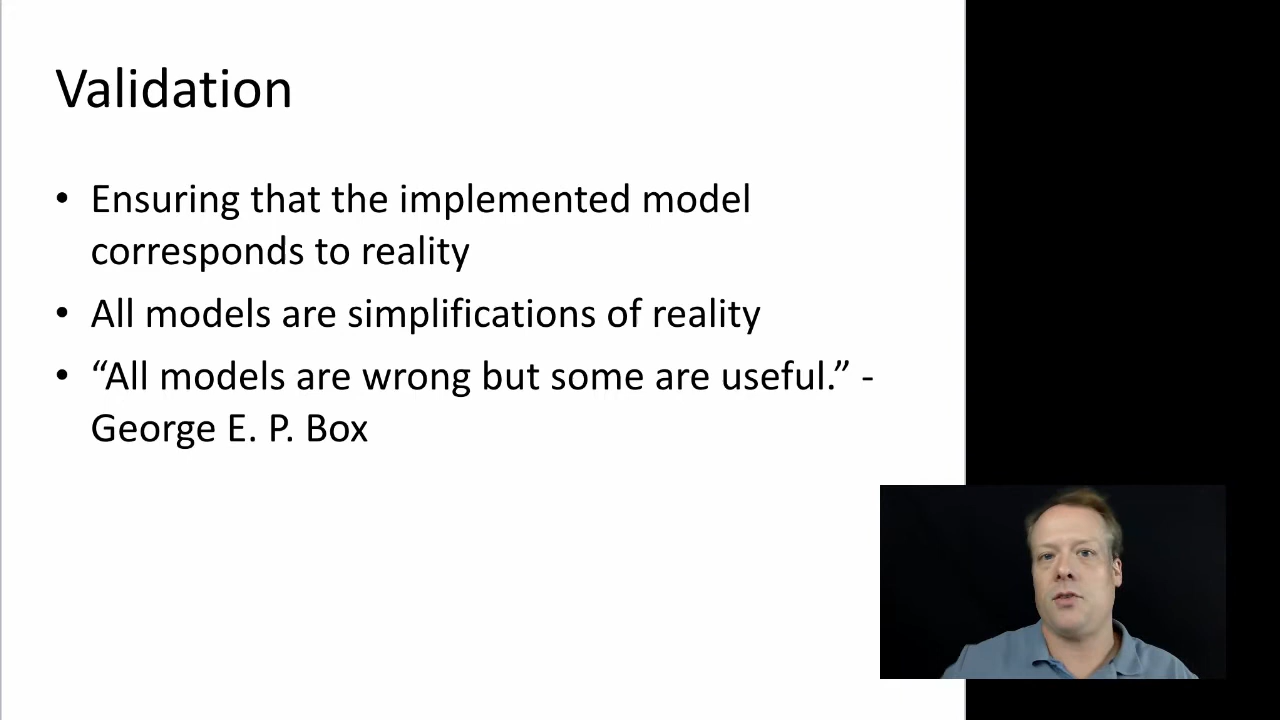 Validation
• Ensuring that the implemented model
corresponds to reality
• All models are simplifications of reality
• “All models are wrong but some are useful.” -
George E. P. Box